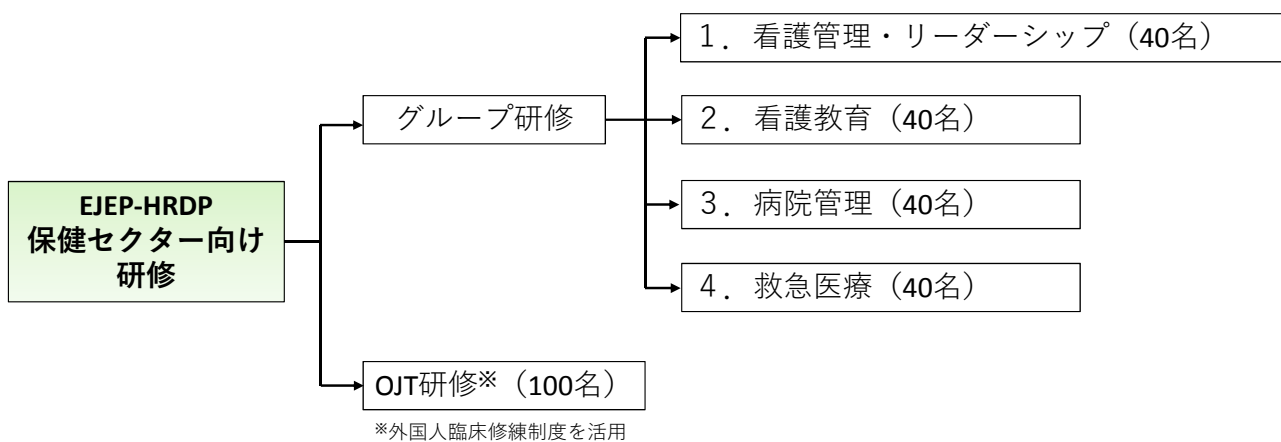 EJEP-HRDP
保健セクター向け
研修
グループ研修
1．看護管理・リーダーシップ（40名）
2．看護教育（40名）
3．病院管理（40名）
4．救急医療（40名）
OJT研修※（100名）
※外国人臨床修練制度を活用